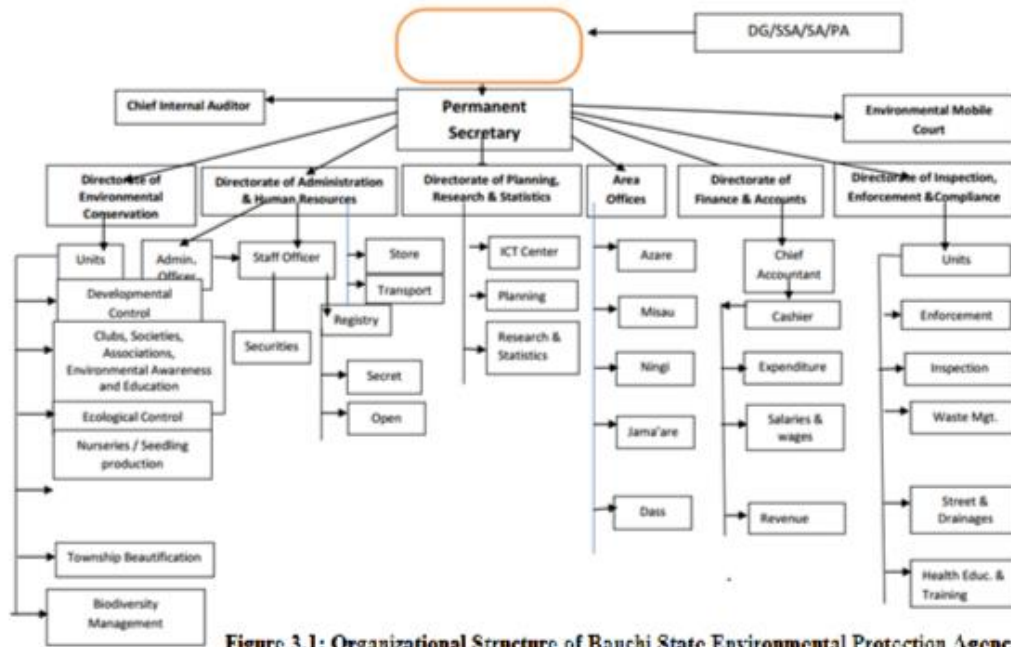 DG/SSA/SA/PA
Chief Internal Auditor
Permanent
Secretary
Environmental Mobile
Court
Directorate of
Environmental
Conservation
Directorate of Administration
& Human Resources
Directorate of Planning,
Research & Statistics
Area
Offices
Directorate of
Finance & Accounts
Directorate of Inspection,
Enforcement &Compliance
Units
Admin.
Officer
Staff Officer
Store
Transport
Registry
Securities
Secret
Open
Developmental
Control
Clubs, Societies,
Associations,
Environmental Awareness
and Education
Ecological Control
Nurseries / Seedling
production
Township Beautification
Biodiversity
Management
ICT Center
Planning
Research &
Statistics
Azare
Misau
Ningi
Jama'are
Dass
Chief
Accountant
Cashier
Expenditure
Salaries &
wages
Revenue
Units
Enforcement
Inspection
Waste Mgt.
Street &
Drainages
Health Educ. &
Training
Figure 3.1: Organizational Structure of Bauchi State Environmental Protection Agenc